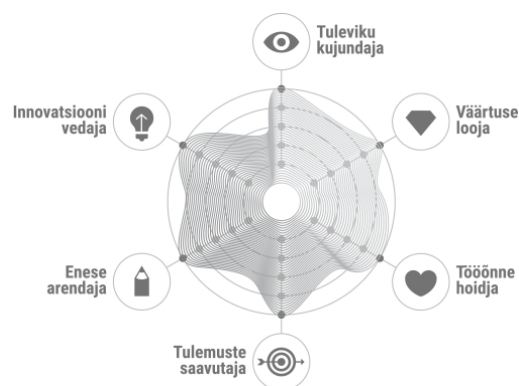 Tuleviku
kujundaja
Innovatsiooni
vedaja
Väärtuse
looja
Enese
arendaja
Tööõnne
hoidja
Tulemuste
saavutaja